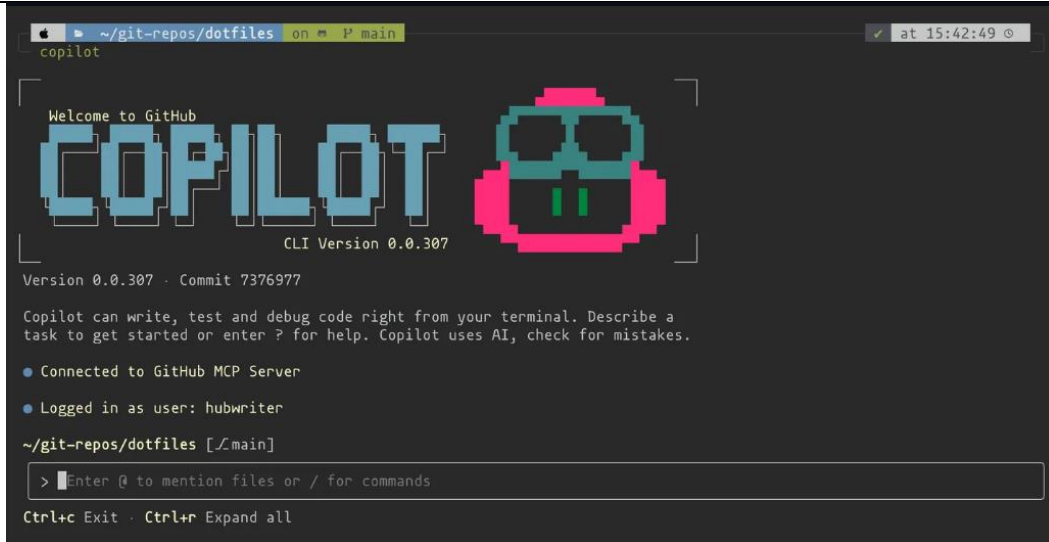 ~/git-repos/dotfiles on main ✔ at 15:42:49
copilot
Welcome to GitHub
COPILOT
CLI Version 0.0.307
Version 0.0.307 · Commit 7376977
Copilot can write, test and debug code right from your terminal. Describe a
task to get started or enter ? for help. Copilot uses AI, check for mistakes.
● Connected to GitHub MCP Server
● Logged in as user: hubwriter
~/git-repos/dotfiles [⎇main]
> Enter @ to mention files or / for commands
Ctrl+c Exit · Ctrl+r Expand all